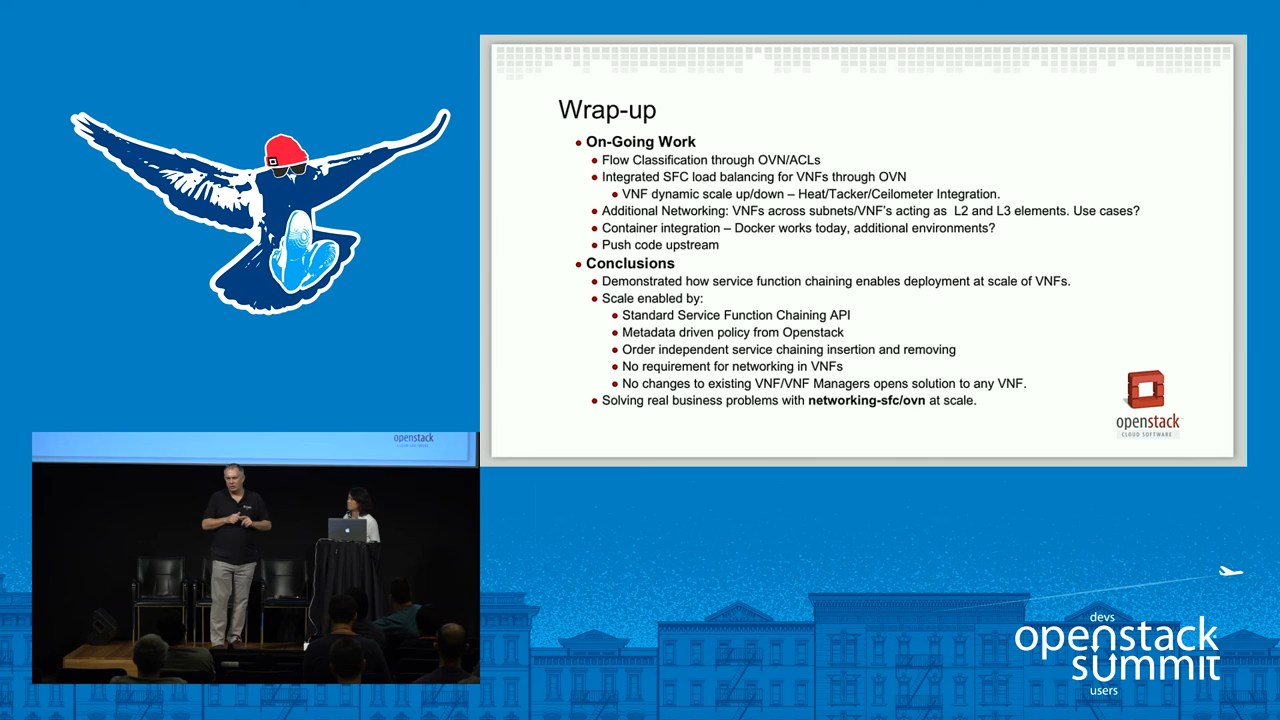 Wrap-up
On-Going Work
Flow Classification through OVN/ACLs
Integrated SFC load balancing for VNFs through OVN
VNF dynamic scale up/down – Heat/Tacker/Ceilometer Integration.
Additional Networking: VNFs across subnets/VNF's acting as L2 and L3 elements. Use cases?
Container integration – Docker works today, additional environments?
Push code upstream
Conclusions
Demonstrated how service function chaining enables deployment at scale of VNFs.
Scale enabled by:
Standard Service Function Chaining API
Metadata driven policy from Openstack
Order independent service chaining insertion and removing
No requirement for networking in VNFs
No changes to existing VNF/VNF Managers opens solution to any VNF.
Solving real business problems with networking-sfc/ovn at scale.
openstack
CLOUD SOFTWARE
openstack
CLOUD SOFTWARE
devs
openstack
summit
users